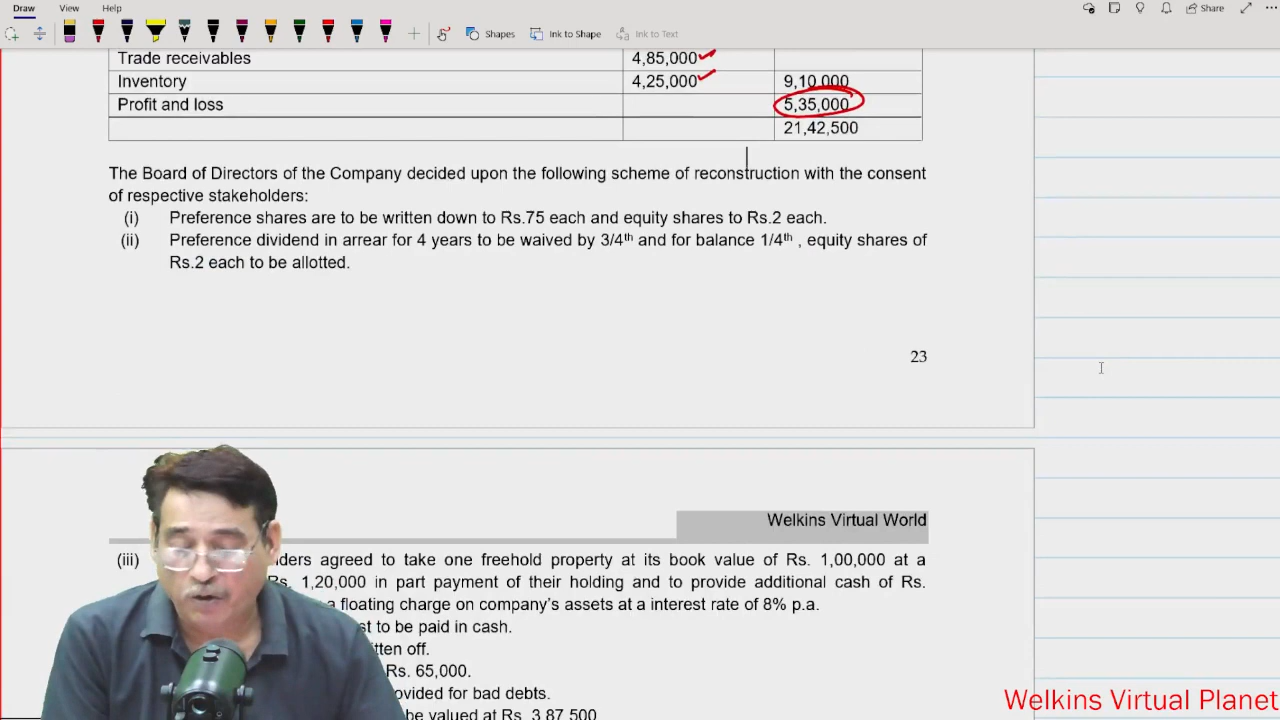 Draw View Help
Shapes Ink to Shape Ink to Text Share
Trade receivables 4,85,000
Inventory 4,25,000 9,10,000
Profit and loss 5,35,000
21,42,500
The Board of Directors of the Company decided upon the following scheme of reconstruction with the consent
of respective stakeholders:
(i) Preference shares are to be written down to Rs.75 each and equity shares to Rs.2 each.
(ii) Preference dividend in arrear for 4 years to be waived by 3/4th and for balance 1/4th , equity shares of
Rs.2 each to be allotted.
23
Welkins Virtual World
(iii) agreed to take one freehold property at its book value of Rs. 1,00,000 at a
Rs. 1,20,000 in part payment of their holding and to provide additional cash of Rs.
a floating charge on company's assets at a interest rate of 8% p.a.
to be paid in cash.
off.
Rs. 65,000.
for bad debts.
be valued at Rs. 3,87,500
Welkins Virtual Planet